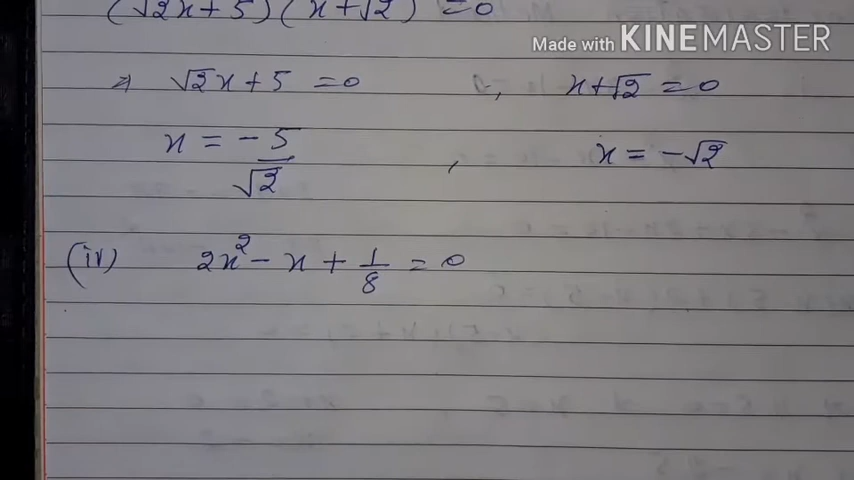 (√2x+5)(x+√2) =0
Made with KINEMASTER
⇒ √2x+5 =0 , x+√2 =0
x = -5/√2 , x = -√2
(iv) 2x² - x + 1/8 = 0